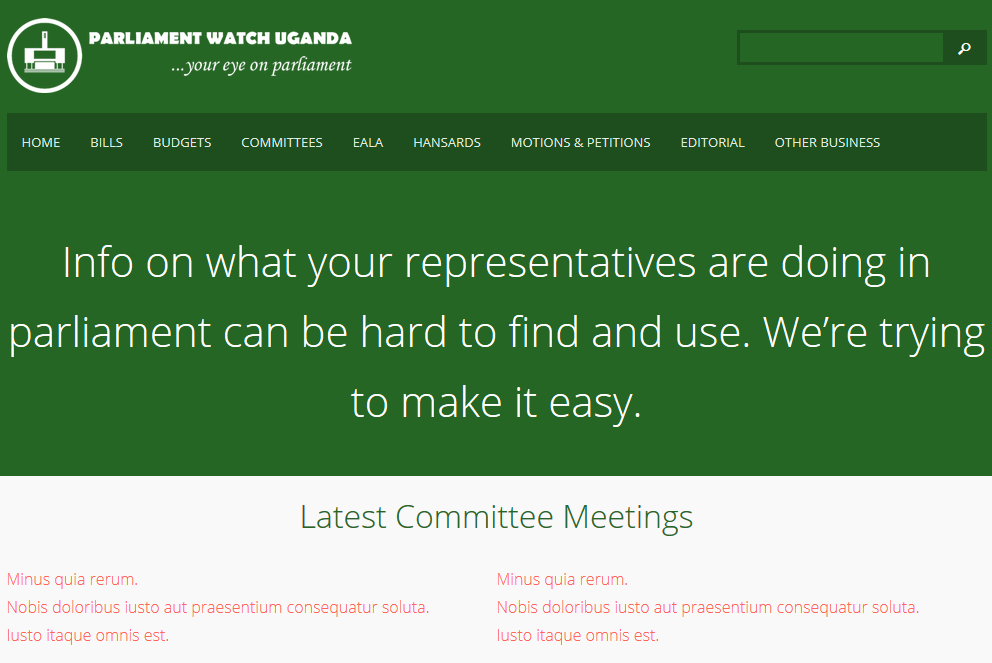 PARLIAMENT WATCH UGANDA
...your eye on parliament
HOME BILLS BUDGETS COMMITTEES EALA HANSARDS MOTIONS & PETITIONS EDITORIAL OTHER BUSINESS
Info on what your representatives are doing in
parliament can be hard to find and use. We’re trying
to make it easy.
Latest Committee Meetings
Minus quia rerum.
Nobis doloribus iusto aut praesentium consequatur soluta.
Iusto itaque omnis est.
Minus quia rerum.
Nobis doloribus iusto aut praesentium consequatur soluta.
Iusto itaque omnis est.